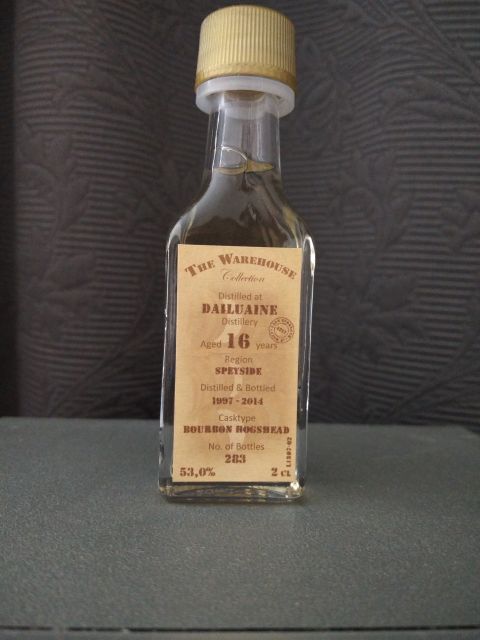 THE WAREHOUSE
Collection
Distilled at
DAILUAINE
Distillery
Aged 16 years
Region
SPEYSIDE
Distilled & Bottled
1997 - 2014
Casktype
BOURBON HOGSHEAD
No. of Bottles
283
53,0% 2 CL